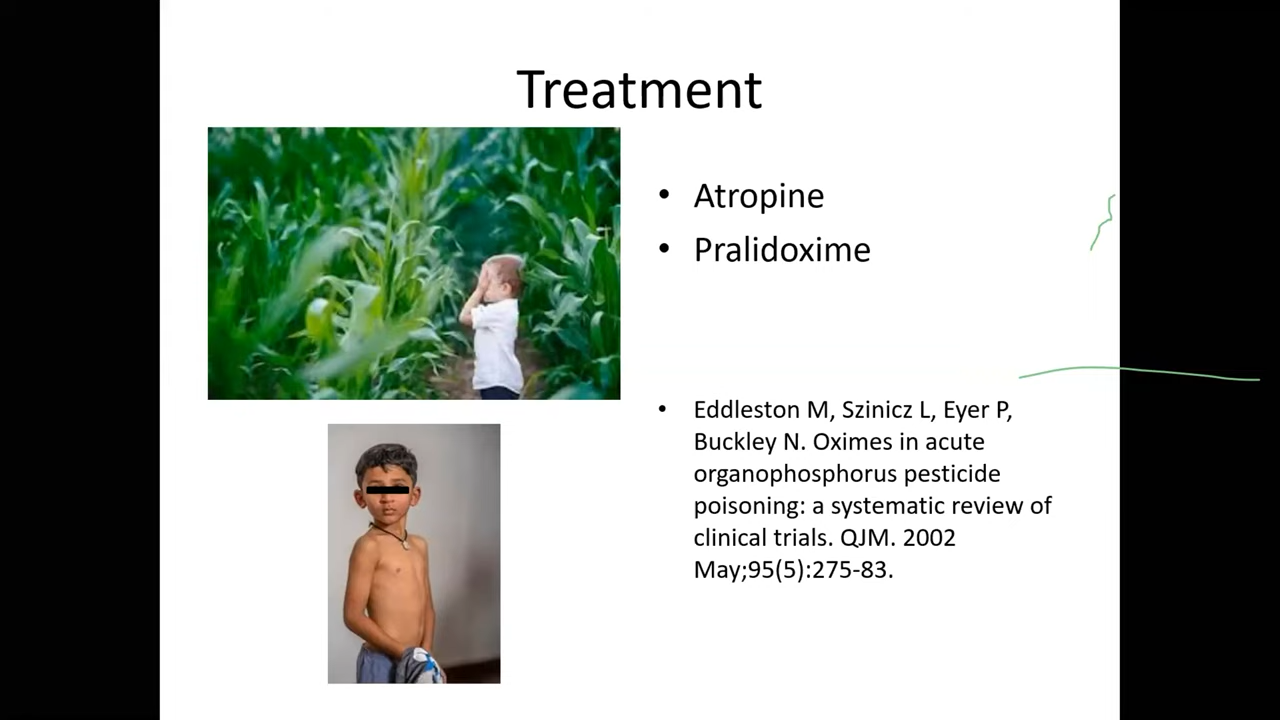 Treatment
• Atropine
• Pralidoxime
• Eddleston M, Szinicz L, Eyer P,
Buckley N. Oximes in acute
organophosphorus pesticide
poisoning: a systematic review of
clinical trials. QJM. 2002
May;95(5):275-83.